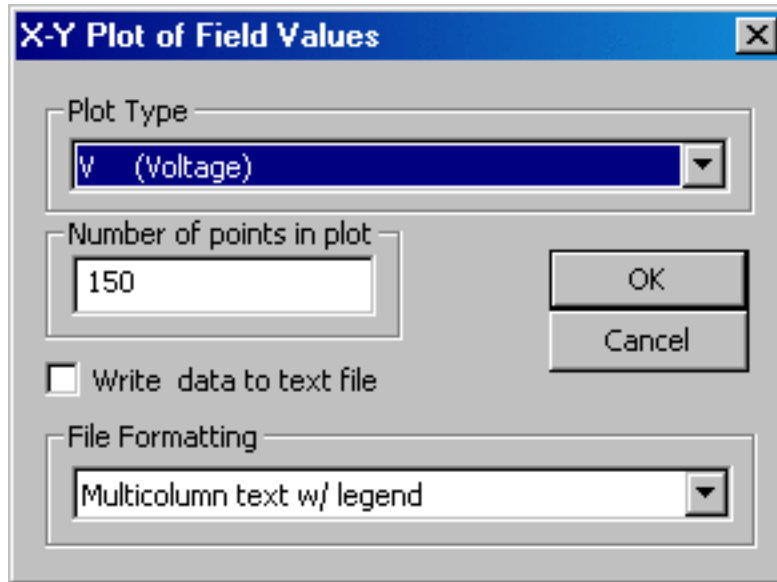 X-Y Plot of Field Values
Plot Type
V (Voltage)
Number of points in plot
150
OK
Cancel
Write data to text file
File Formatting
Multicolumn text w/ legend